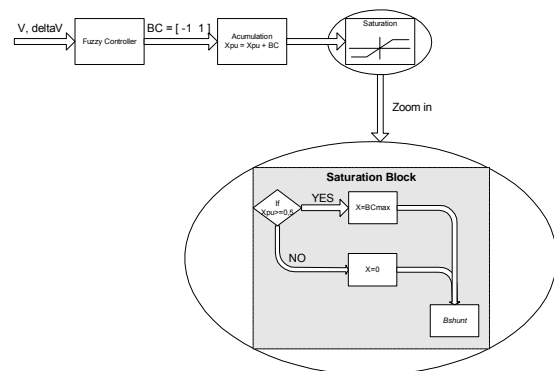 V, deltaV
Fuzzy Controller
BC = [ -1 1 ]
Acumulation
Xpu = Xpu + BC
Saturation
Zoom in
Saturation Block
If
Xpu>=0,5
YES
X=BCmax
NO
X=0
Bshunt